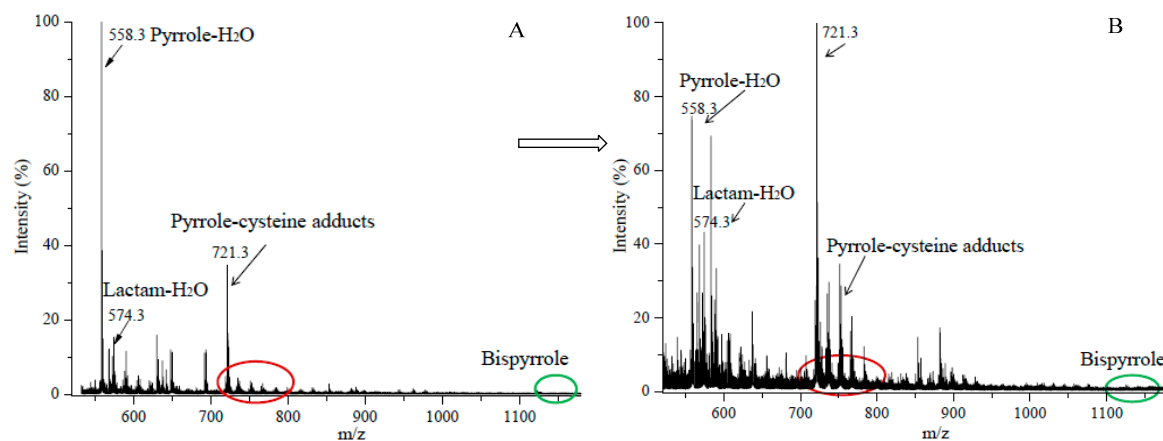 A
100
80
60
40
20
0
Intensity (%)
558.3 Pyrrole-H₂O
Pyrrole-cysteine adducts
721.3
Lactam-H₂O
574.3
Bispyrrole
600 700 800 900 1000 1100
m/z
B
100
80
60
40
20
0
Intensity (%)
721.3
Pyrrole-H₂O
558.3
Lactam-H₂O
574.3
Pyrrole-cysteine adducts
Bispyrrole
600 700 800 900 1000 1100
m/z